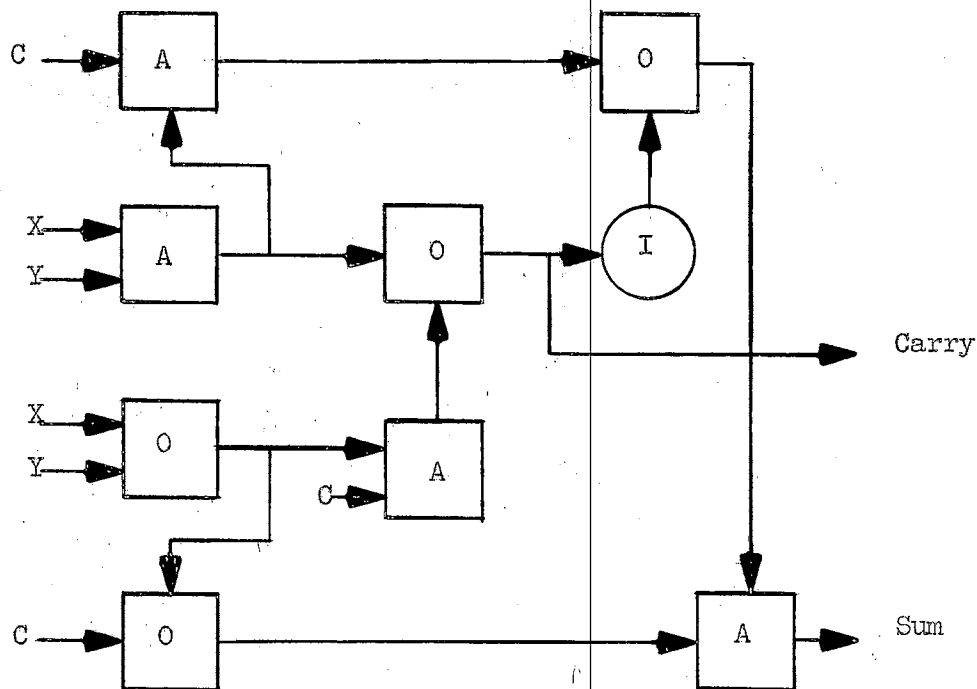 C A O
X
Y A O I
Carry
X
Y O A
C
C O A Sum